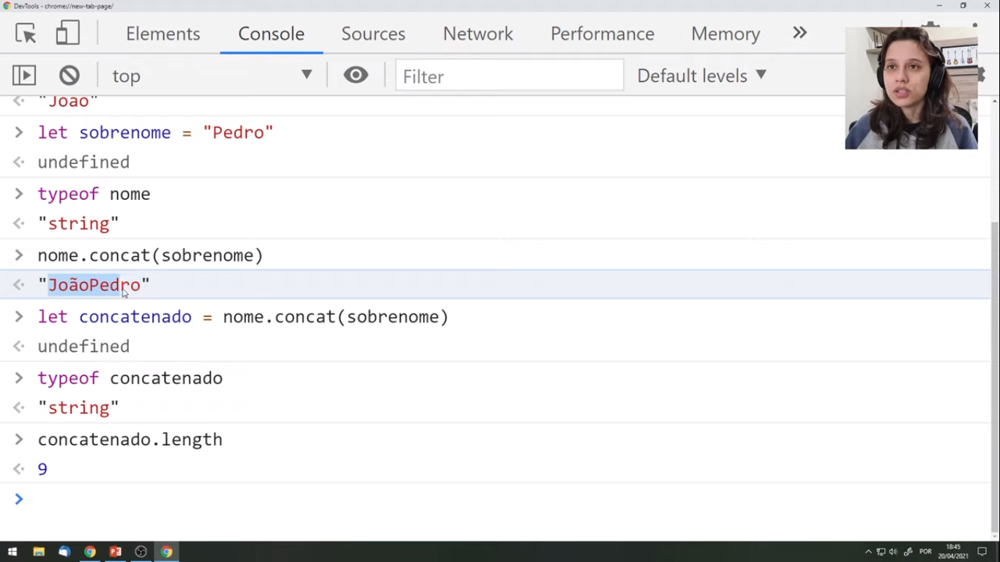 DevTools - chrome://new-tab-page/
Elements Console Sources Network Performance Memory »
top ▼ Filter Default levels ▼
"João"
> let sobrenome = "Pedro"
undefined
> typeof nome
"string"
> nome.concat(sobrenome)
"JoãoPedro"
> let concatenado = nome.concat(sobrenome)
undefined
> typeof concatenado
"string"
> concatenado.length
9
>
POR 18:45
20/04/2021